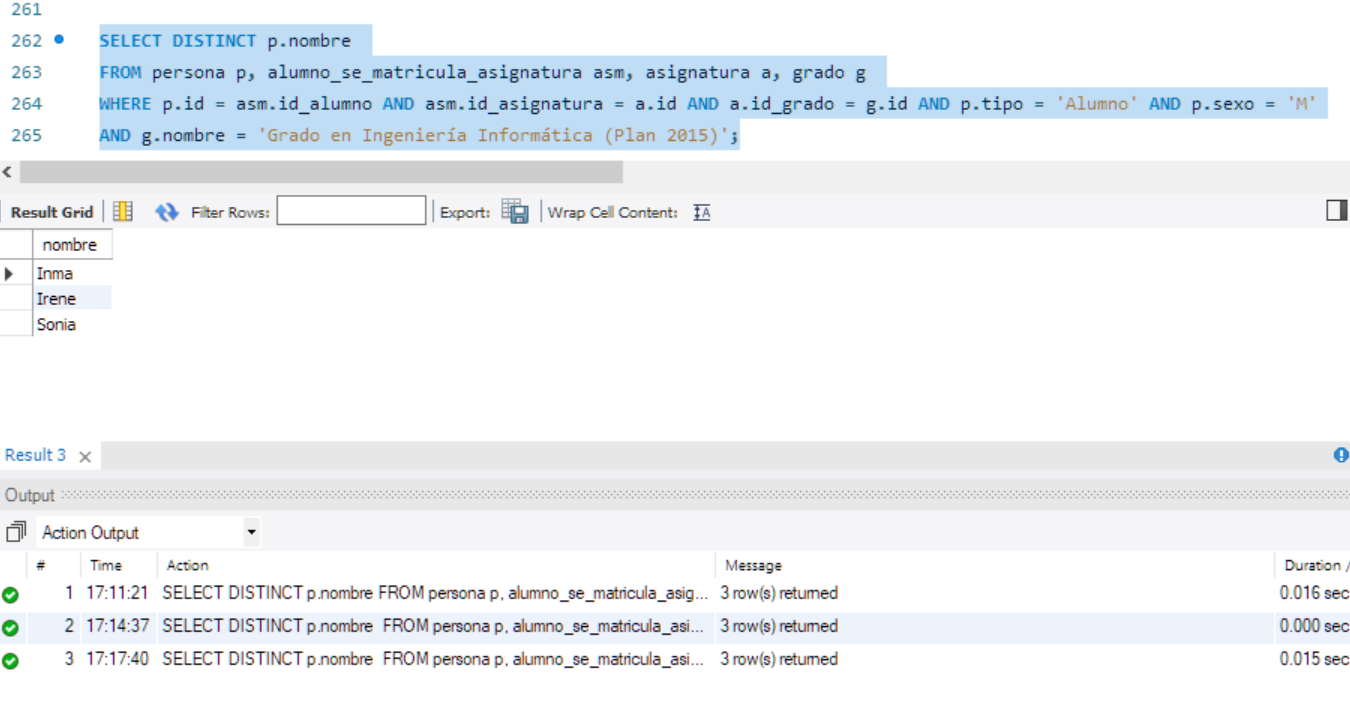 261
262 SELECT DISTINCT p.nombre
263 FROM persona p, alumno_se_matricula_asignatura asm, asignatura a, grado g
264 WHERE p.id = asm.id_alumno AND asm.id_asignatura = a.id AND a.id_grado = g.id AND p.tipo = 'Alumno' AND p.sexo = 'M'
265 AND g.nombre = 'Grado en Ingeniería Informática (Plan 2015)';
Result Grid Filter Rows: Export: Wrap Cell Content: IA
nombre
Inma
Irene
Sonia
Result 3 x
Output
Action Output
# Time Action Message Duration /
1 17:11:21 SELECT DISTINCT p.nombre FROM persona p, alumno_se_matricula_asig... 3 row(s) returned 0.016 sec
2 17:14:37 SELECT DISTINCT p.nombre FROM persona p, alumno_se_matricula_asi... 3 row(s) returned 0.000 sec
3 17:17:40 SELECT DISTINCT p.nombre FROM persona p, alumno_se_matricula_asi... 3 row(s) returned 0.015 sec